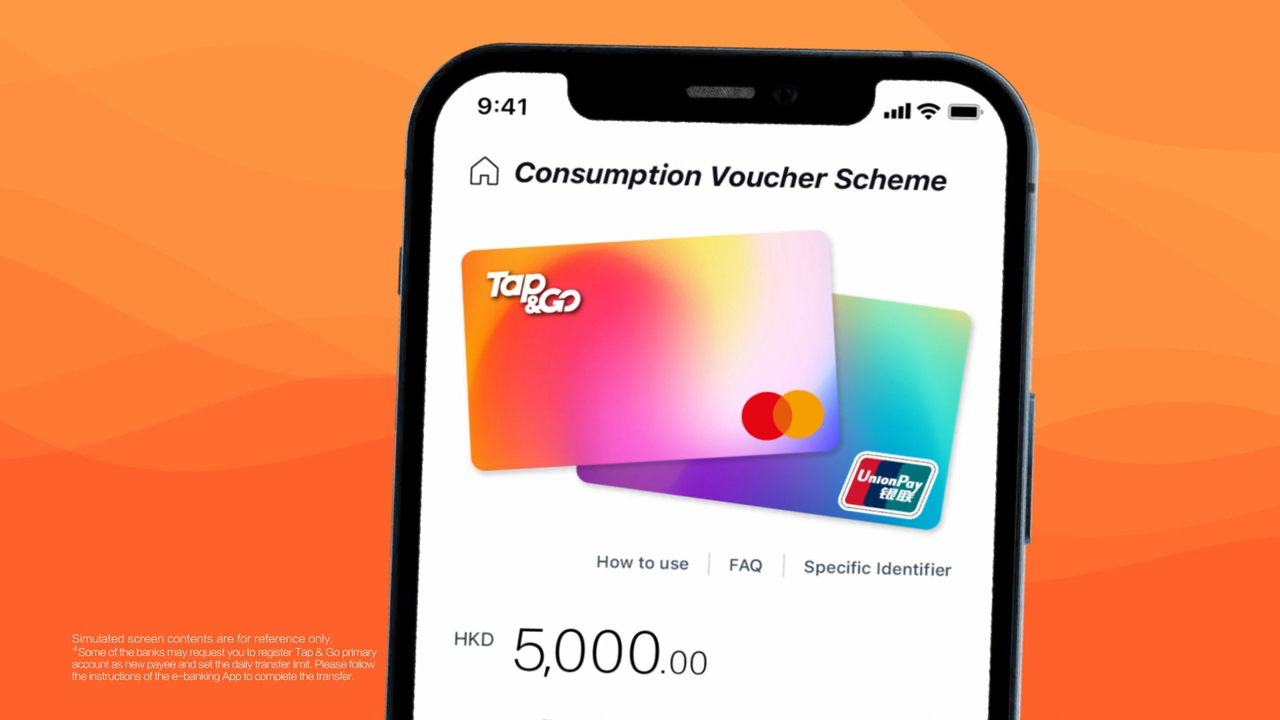 9:41
Consumption Voucher Scheme
Tap
&GO
UnionPay
银联
How to use
FAQ
Specific Identifier
HKD 5,000.00
Simulated screen contents are for reference only.
⁴Some of the banks may request you to register Tap & Go primary
account as new payee and set the daily transfer limit. Please follow
the instructions of the e-banking App to complete the transfer.